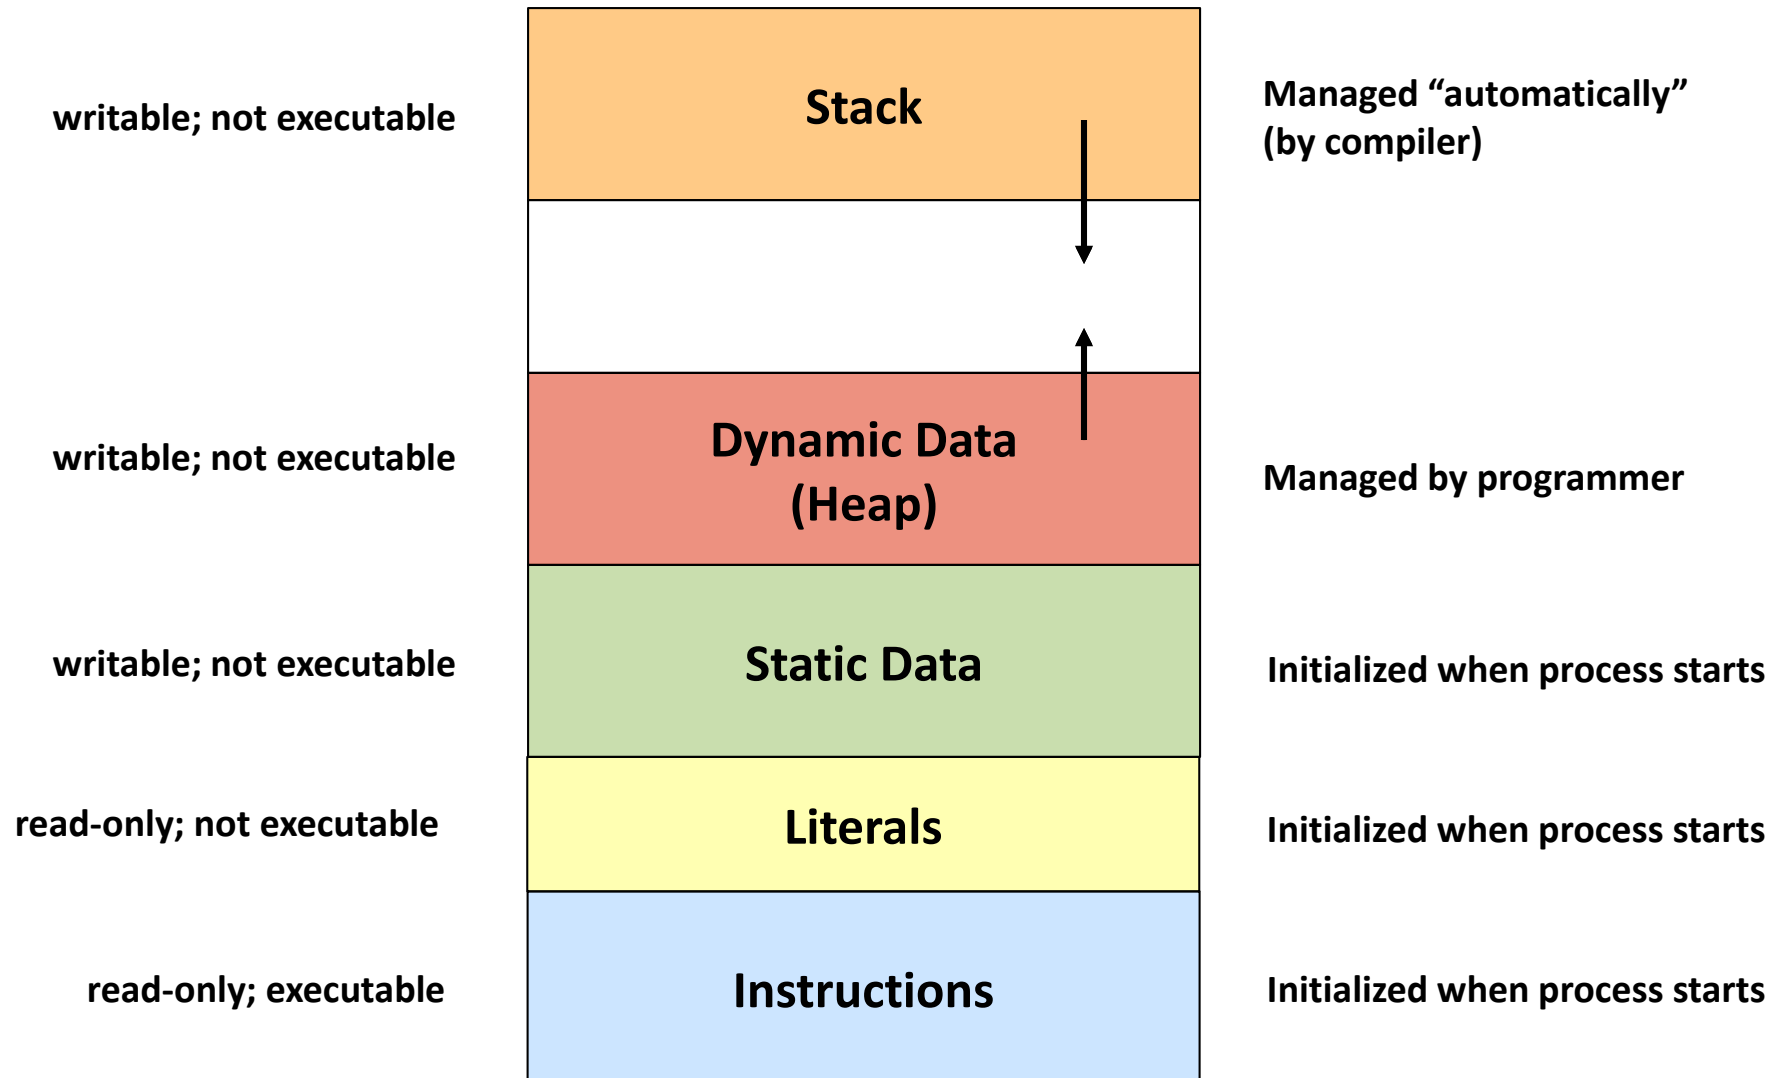 writable; not executable
Stack
Managed “automatically”
(by compiler)
writable; not executable
Dynamic Data
(Heap)
Managed by programmer
writable; not executable
Static Data
Initialized when process starts
read-only; not executable
Literals
Initialized when process starts
read-only; executable
Instructions
Initialized when process starts